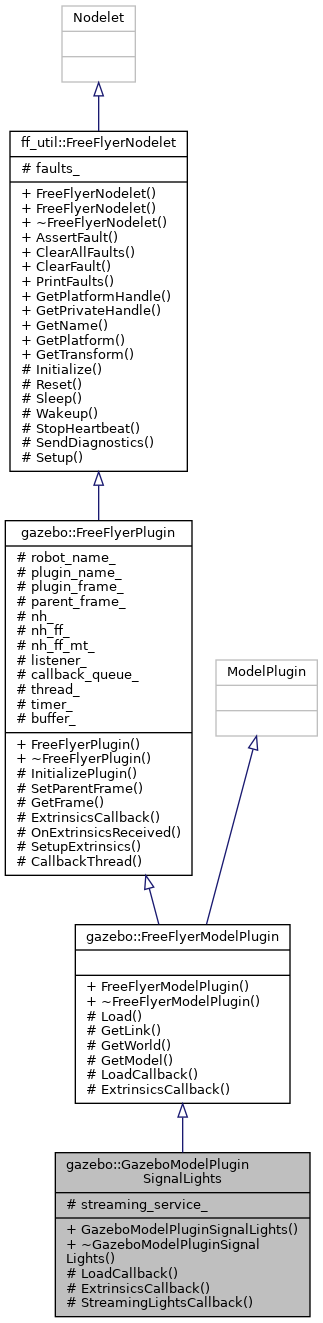 Nodelet
ff_util::FreeFlyerNodelet
# faults_
+ FreeFlyerNodelet()
+ FreeFlyerNodelet()
+ ~FreeFlyerNodelet()
+ AssertFault()
+ ClearAllFaults()
+ ClearFault()
+ PrintFaults()
+ GetPlatformHandle()
+ GetPrivateHandle()
+ GetName()
+ GetPlatform()
+ GetTransform()
# Initialize()
# Reset()
# Sleep()
# Wakeup()
# StopHeartbeat()
# SendDiagnostics()
# Setup()
gazebo::FreeFlyerPlugin
# robot_name_
# plugin_name_
# plugin_frame_
# parent_frame_
# nh_
# nh_ff_
# nh_ff_mt_
# listener_
# callback_queue_
# thread_
# timer_
# buffer_
+ FreeFlyerPlugin()
+ ~FreeFlyerPlugin()
# InitializePlugin()
# SetParentFrame()
# GetFrame()
# ExtrinsicsCallback()
# OnExtrinsicsReceived()
# SetupExtrinsics()
# CallbackThread()
ModelPlugin
gazebo::FreeFlyerModelPlugin
+ FreeFlyerModelPlugin()
+ ~FreeFlyerModelPlugin()
# Load()
# GetLink()
# GetWorld()
# GetModel()
# LoadCallback()
# ExtrinsicsCallback()
gazebo::GazeboModelPlugin
SignalLights
# streaming_service_
+ GazeboModelPluginSignalLights()
+ ~GazeboModelPluginSignal
Lights()
# LoadCallback()
# ExtrinsicsCallback()
# StreamingLightsCallback()